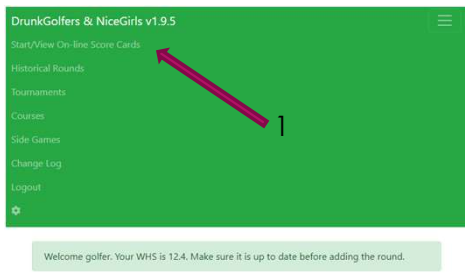 DrunkGolfers & NiceGirls v1.9.5
Start/View On-line Score Cards
Historical Rounds
Tournaments
Courses
Side Games
Change Log
Logout
1
Welcome golfer. Your WHS is 12.4. Make sure it is up to date before adding the round.